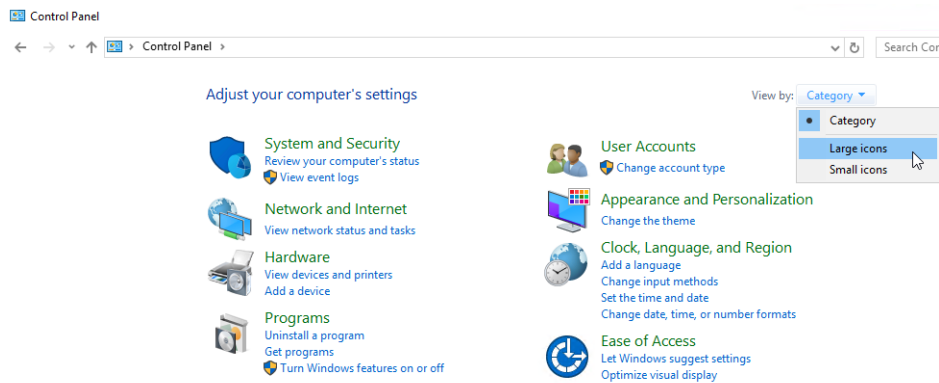 Control Panel
Control Panel
Search Cor
Adjust your computer's settings
View by:
Category
Category
Large icons
Small icons
System and Security
Review your computer's status
View event logs
Network and Internet
View network status and tasks
Hardware
View devices and printers
Add a device
Programs
Uninstall a program
Get programs
Turn Windows features on or off
User Accounts
Change account type
Appearance and Personalization
Change the theme
Clock, Language, and Region
Add a language
Change input methods
Set the time and date
Change date, time, or number formats
Ease of Access
Let Windows suggest settings
Optimize visual display